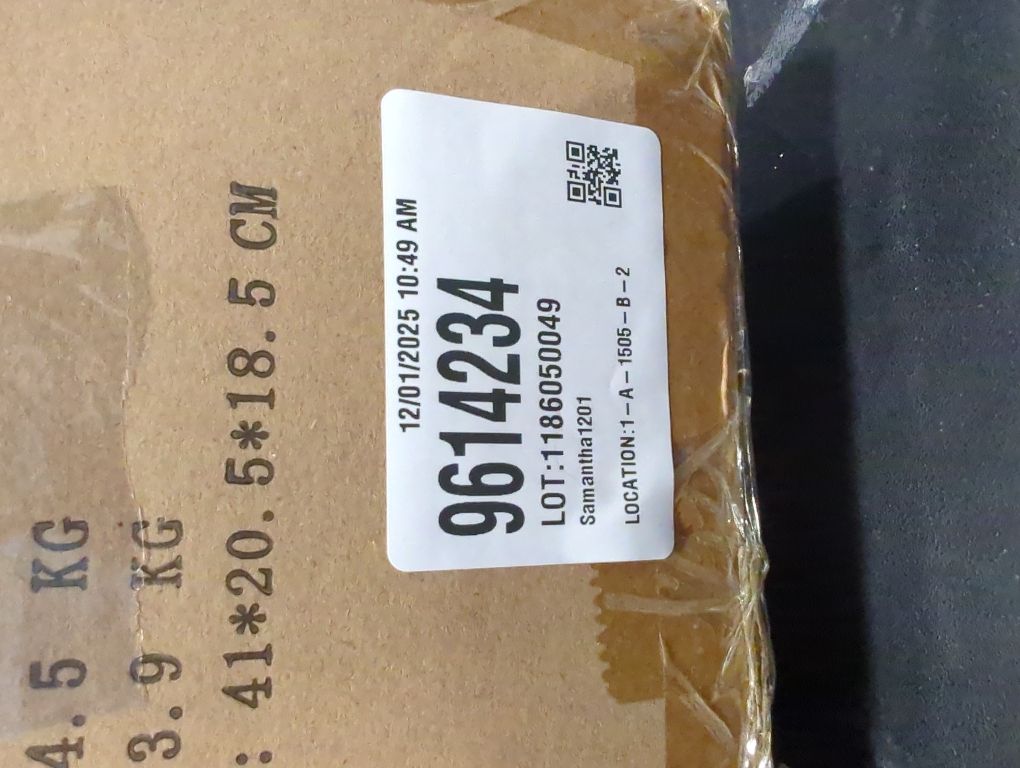 4.5 KG
3.9 KG
: 41*20.5*18.5 CM
12/01/2025 10:49 AM
9614234
LOT:1186050049
Samantha1201
LOCATION:1-A-1505-B-2